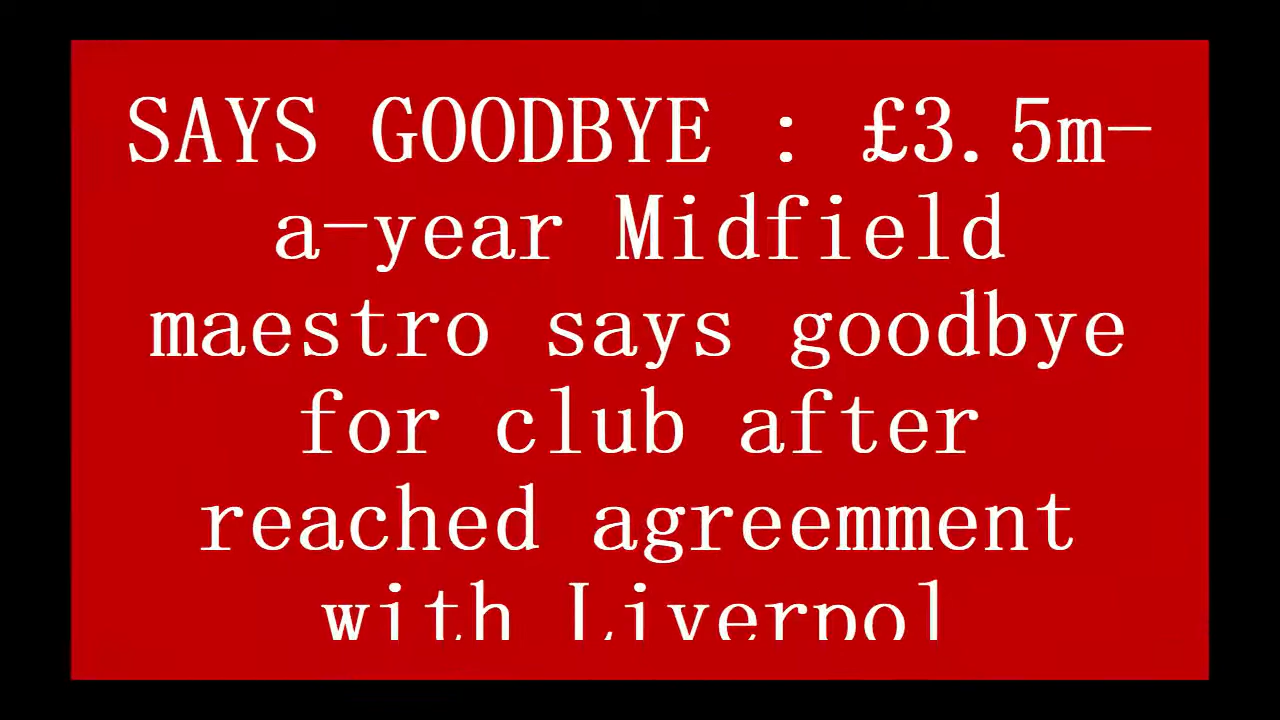 SAYS GOODBYE : £3.5m-
a-year Midfield
maestro says goodbye
for club after
reached agreemment
with Liverpol